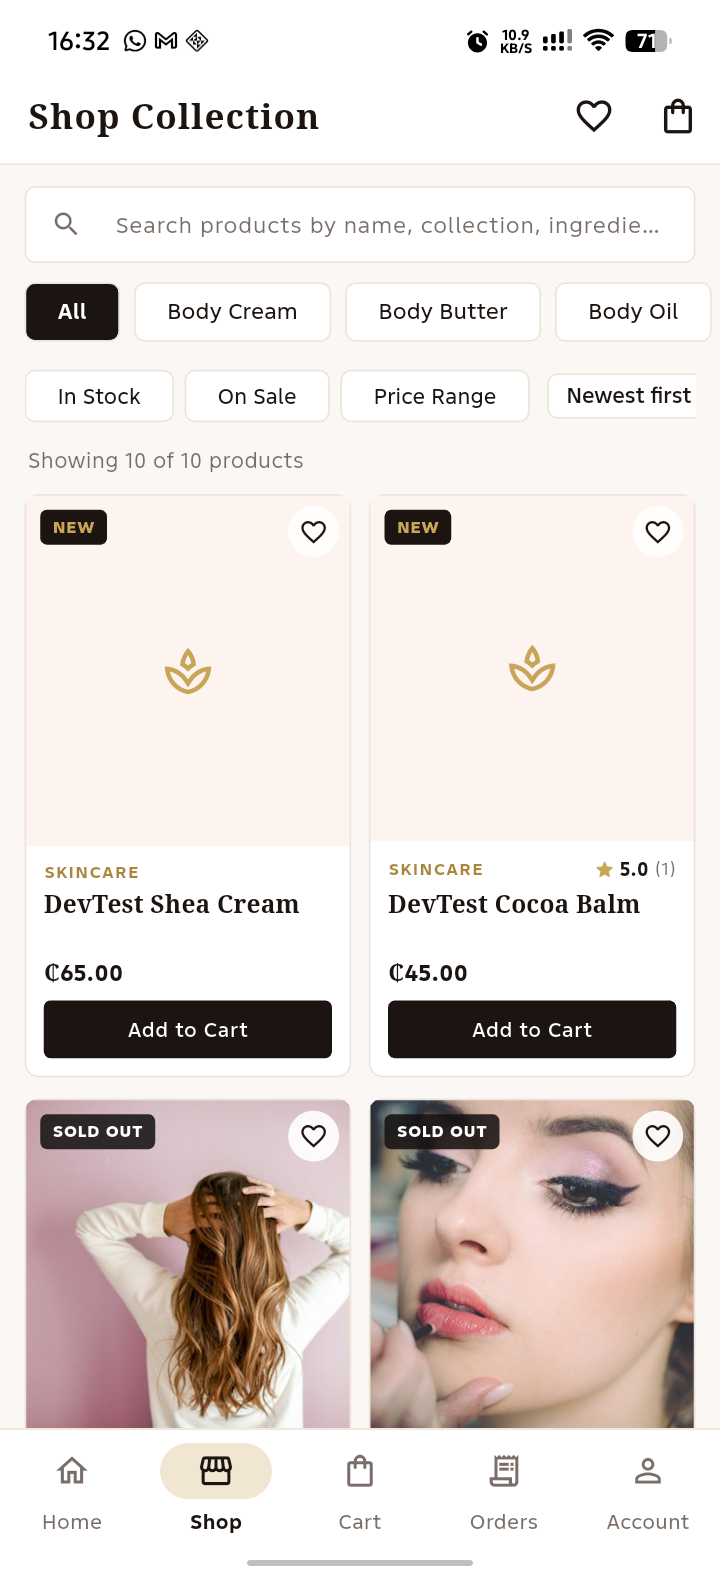 16:32 10.9 KB/S 71
Shop Collection
Search products by name, collection, ingredie...
All Body Cream Body Butter Body Oil
In Stock On Sale Price Range Newest first
Showing 10 of 10 products
NEW NEW
SKINCARE SKINCARE 5.0 (1)
DevTest Shea Cream DevTest Cocoa Balm
₵65.00 ₵45.00
Add to Cart Add to Cart
SOLD OUT SOLD OUT
Home Shop Cart Orders Account